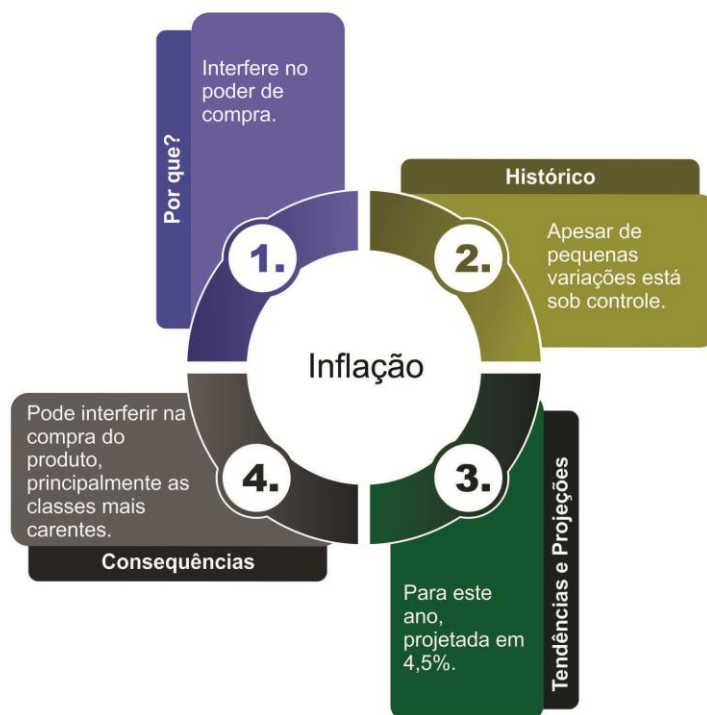 Por que?
Interfere no
poder de
compra.
1.
Histórico
Apesar de
pequenas
variações está
sob controle.
2.
Inflação
3.
Tendências e Projeções
Para este
ano,
projetada em
4,5%.
4.
Pode interferir na
compra do
produto,
principalmente as
classes mais
carentes.
Consequências